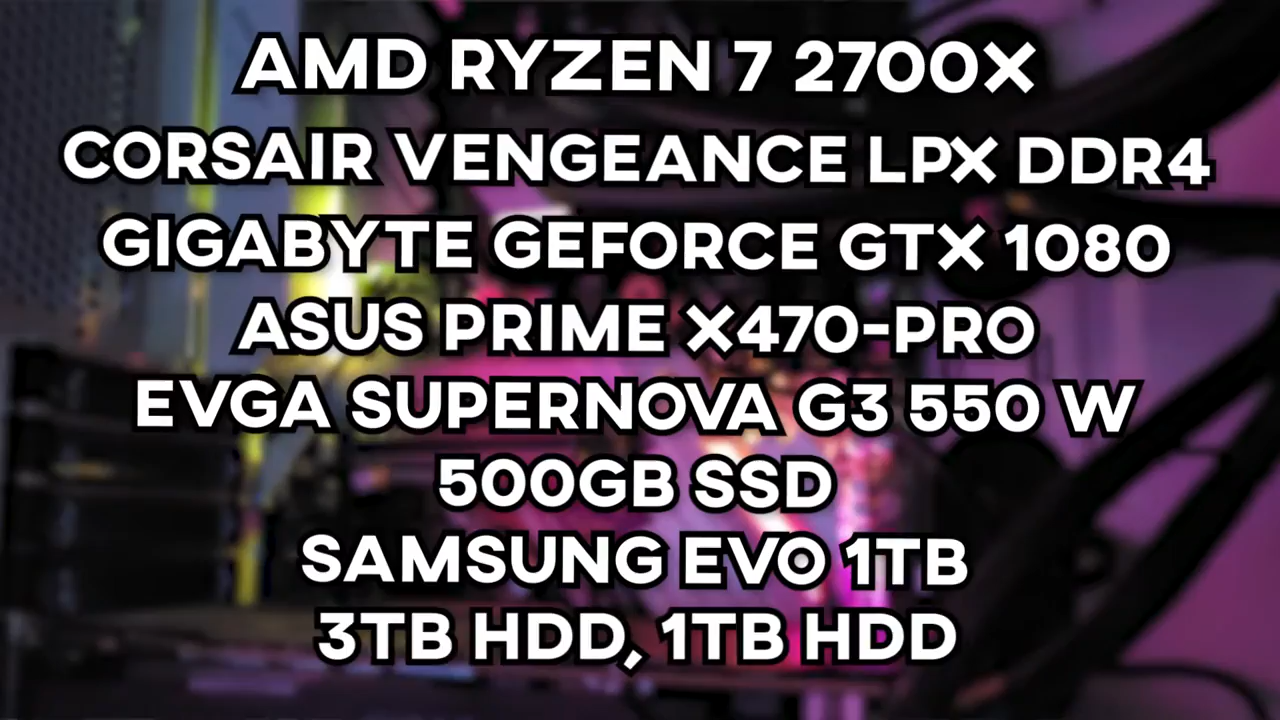 AMD RYZEN 7 2700X
CORSAIR VENGEANCE LPX DDR4
GIGABYTE GEFORCE GTX 1080
ASUS PRIME X470-PRO
EVGA SUPERNOVA G3 550 W
500GB SSD
SAMSUNG EVO 1TB
3TB HDD, 1TB HDD